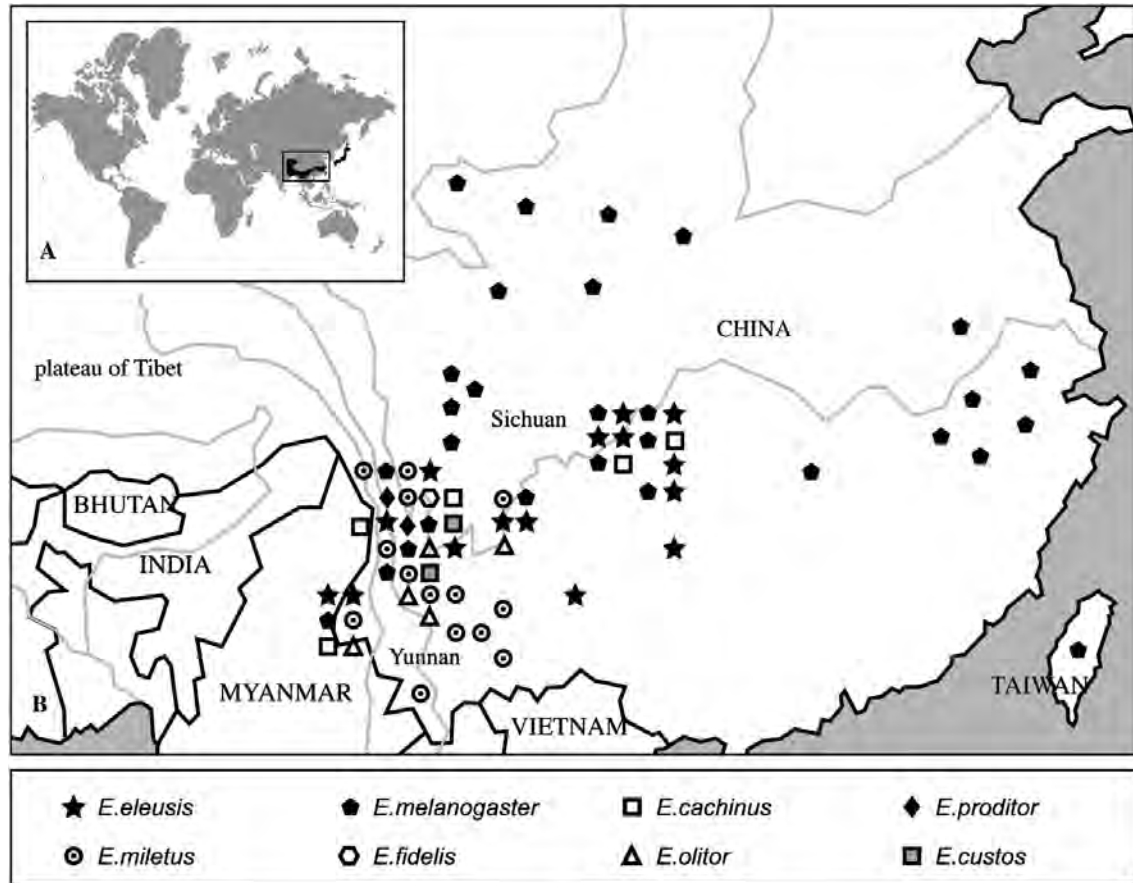 A
CHINA
plateau of Tibet
Sichuan
BHUTAN
INDIA
Yunnan
MYANMAR
B
VIETNAM
TAIWAN
E.eleusis
E.melanogaster
E.cachinus
E.proditor
E.miletus
E.fidelis
E.olitor
E.custos